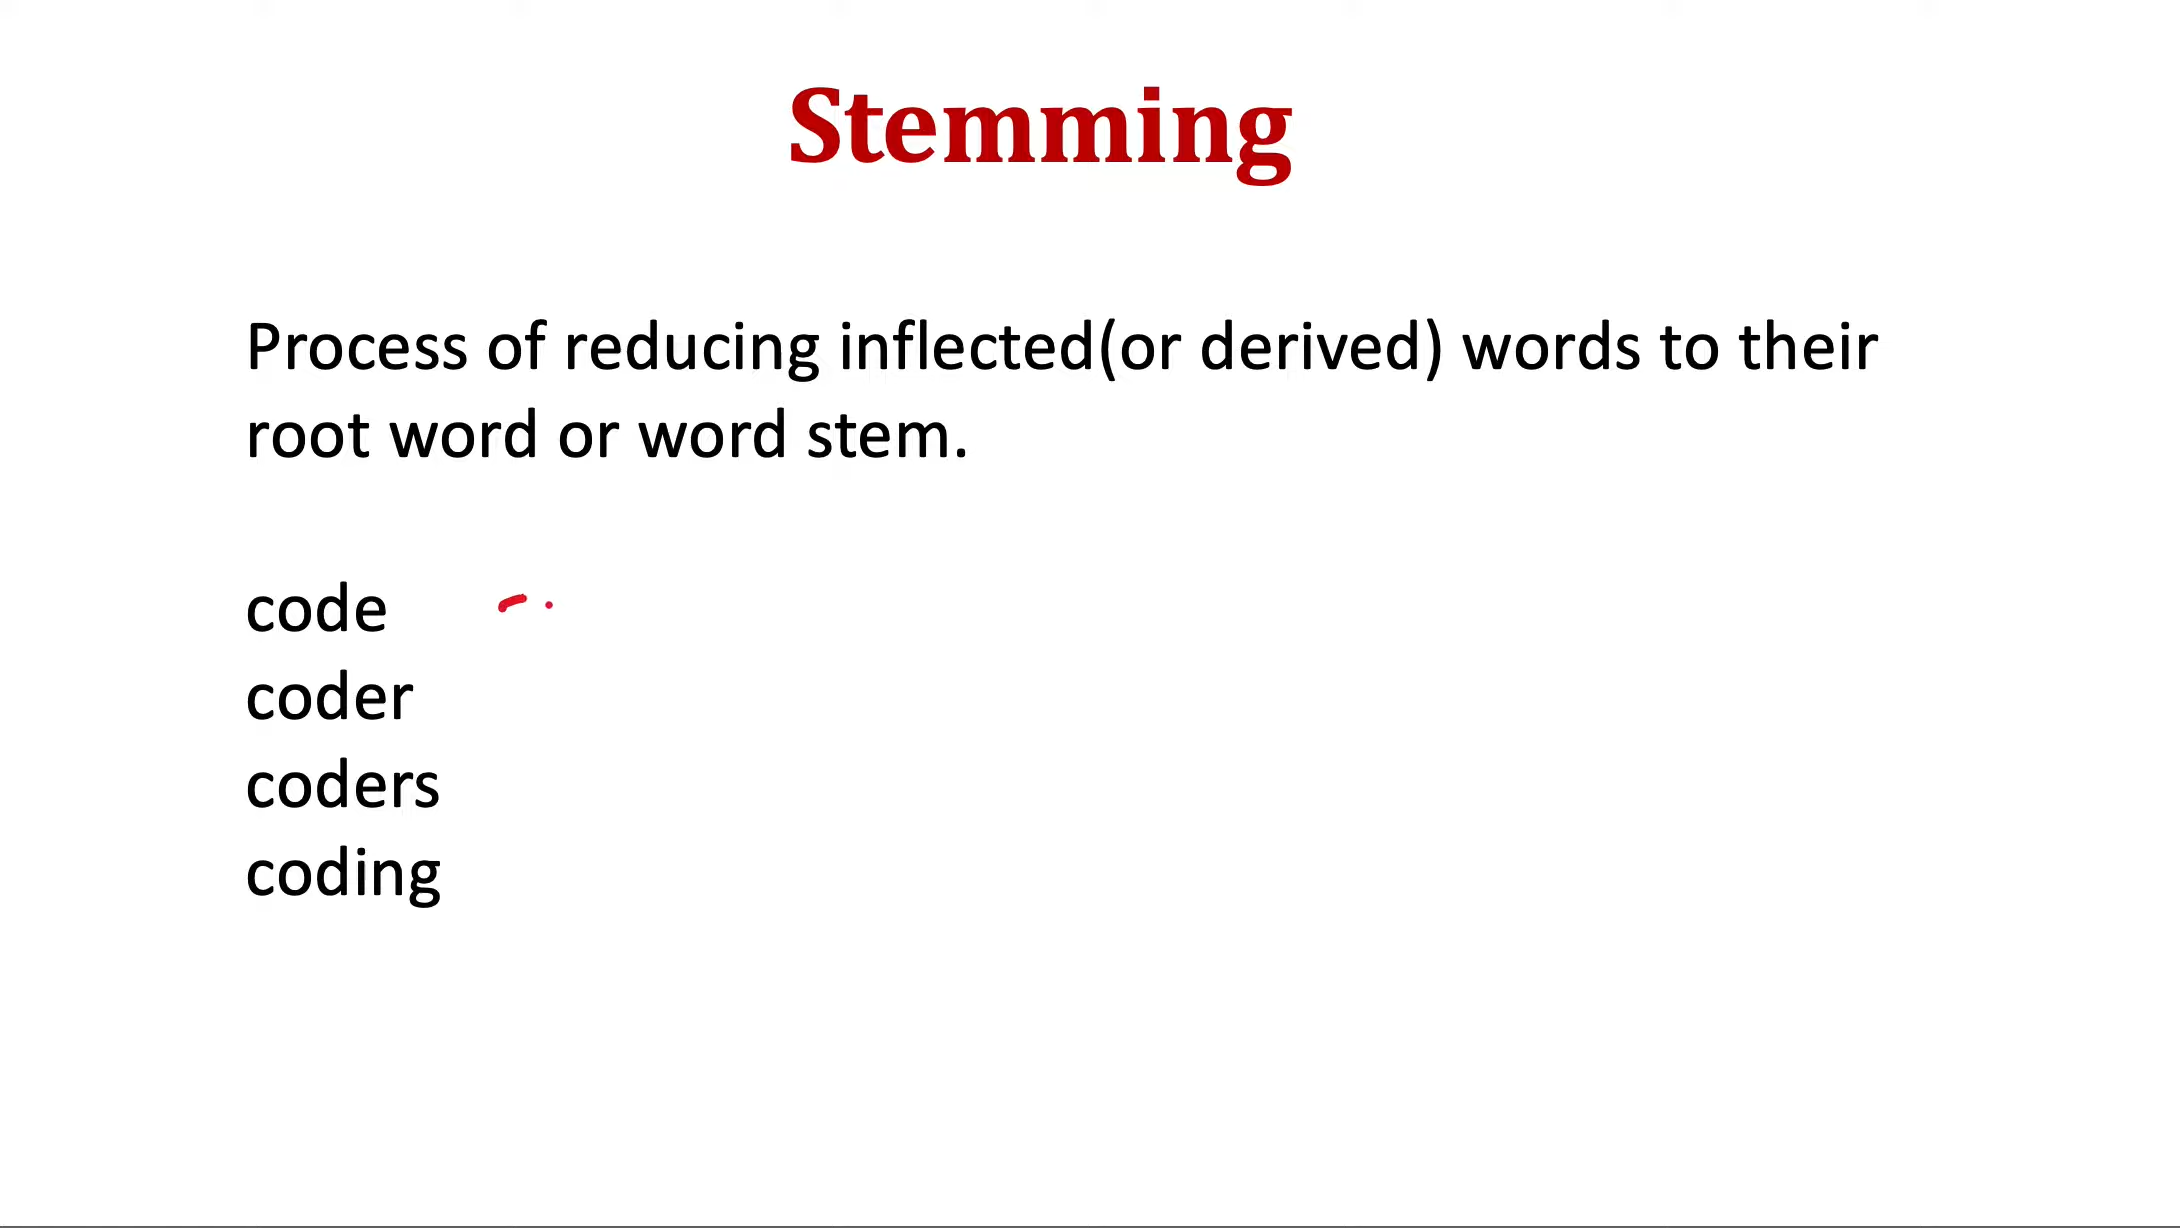 Stemming
Process of reducing inflected(or derived) words to their
root word or word stem.
code
coder
coders
coding